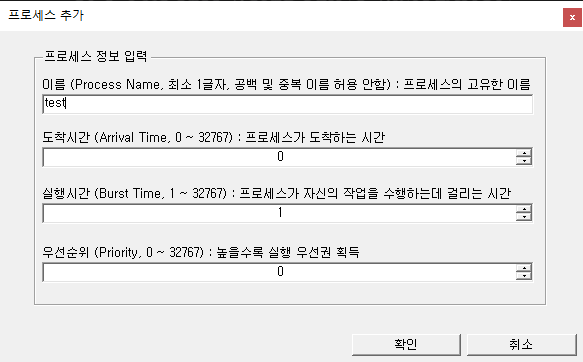 프로세스 추가
x
프로세스 정보 입력
이름 (Process Name, 최소 1글자, 공백 및 중복 이름 허용 안함) : 프로세스의 고유한 이름
test
도착시간 (Arrival Time, 0 ~ 32767) : 프로세스가 도착하는 시간
0
실행시간 (Burst Time, 1 ~ 32767) : 프로세스가 자신의 작업을 수행하는데 걸리는 시간
1
우선순위 (Priority, 0 ~ 32767) : 높을수록 실행 우선권 획득
0
확인 취소